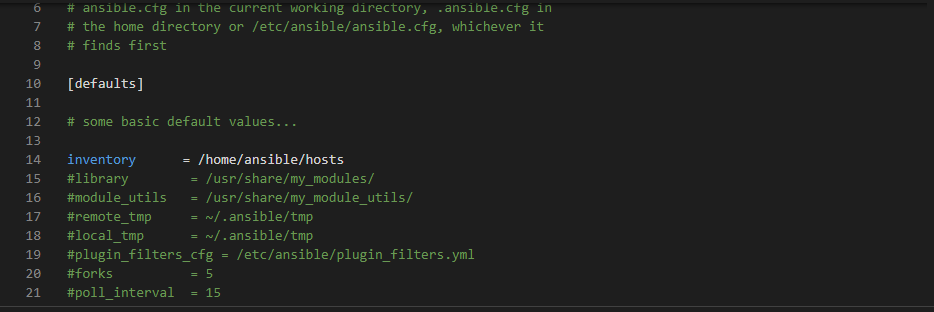 6 # ansible.cfg in the current working directory, .ansible.cfg in
7 # the home directory or /etc/ansible/ansible.cfg, whichever it
8 # finds first
9
10 [defaults]
11
12 # some basic default values...
13
14 inventory      = /home/ansible/hosts
15 #library        = /usr/share/my_modules/
16 #module_utils   = /usr/share/my_module_utils/
17 #remote_tmp     = ~/.ansible/tmp
18 #local_tmp      = ~/.ansible/tmp
19 #plugin_filters_cfg = /etc/ansible/plugin_filters.yml
20 #forks          = 5
21 #poll_interval  = 15